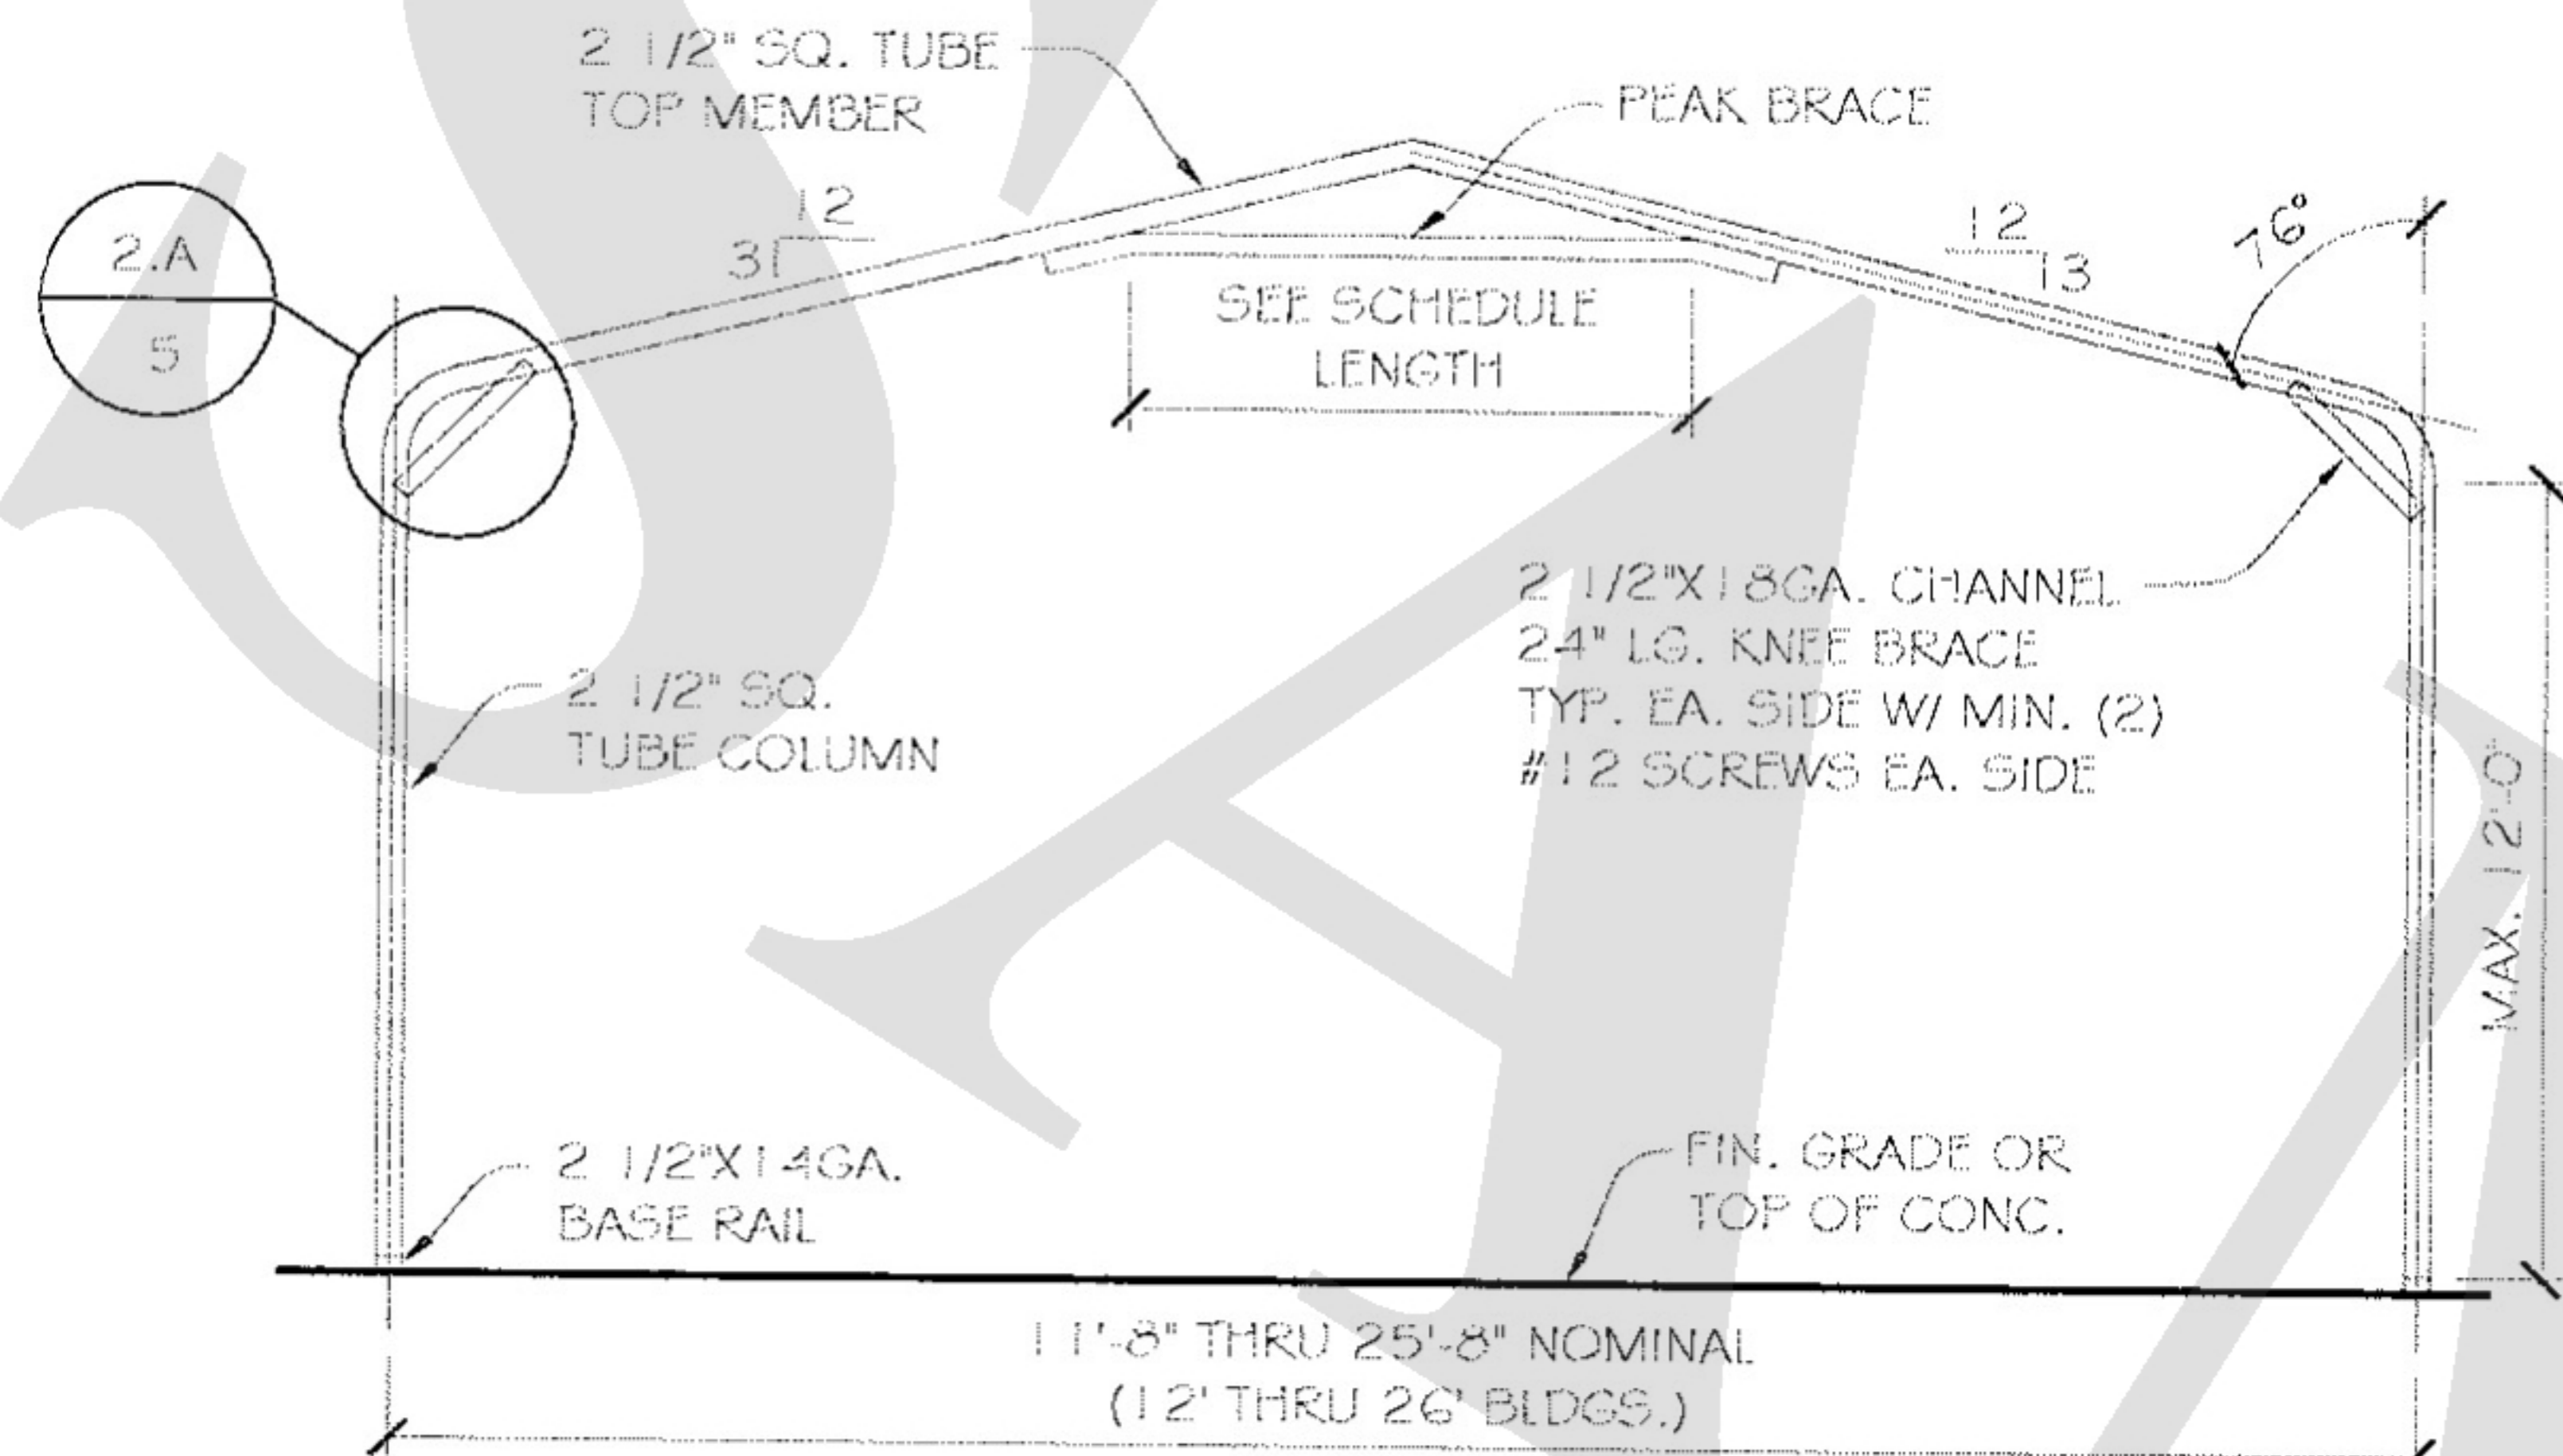 2 1/2" SQ. TUBE
TOP MEMBER
PEAK BRACE
12
3
12
3
76°
2.A
5
SEE SCHEDULE
LENGTH
2 1/2"X18GA. CHANNEL
24" LG. KNEE BRACE
TYP. EA. SIDE W/ MIN. (2)
#12 SCREWS EA. SIDE
2 1/2" SQ.
TUBE COLUMN
MAX. 12'-0"
2 1/2"X14GA.
BASE RAIL
FIN. GRADE OR
TOP OF CONC.
11'-8" THRU 25'-8" NOMINAL
(12' THRU 26' BLDGS.)